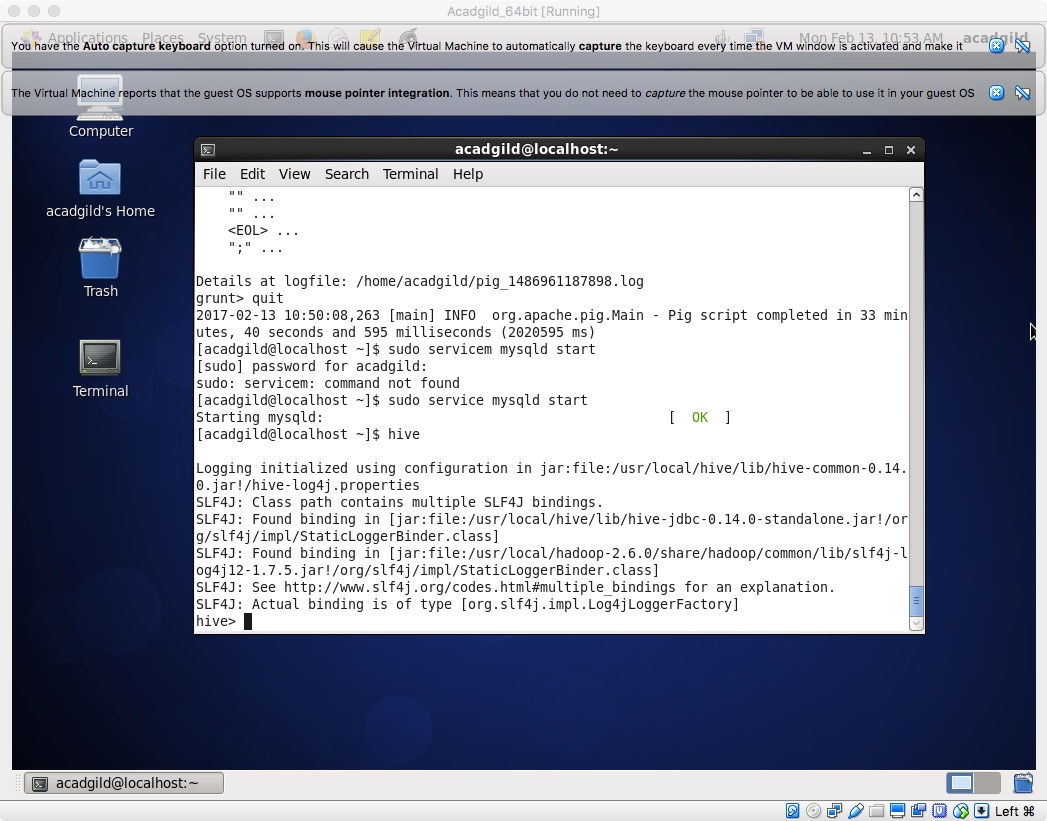 Acadgild_64bit [Running]
Applications Places System Mon Feb 13, 10:53 AM acadgild
You have the Auto capture keyboard option turned on. This will cause the Virtual Machine to automatically capture the keyboard every time the VM window is activated and make it
The Virtual Machine reports that the guest OS supports mouse pointer integration. This means that you do not need to capture the mouse pointer to be able to use it in your guest OS
Computer
acadgild's Home
Trash
Terminal
acadgild@localhost:~
File Edit View Search Terminal Help
"" ...
"" ...
<EOL> ...
";" ...
Details at logfile: /home/acadgild/pig_1486961187898.log
grunt> quit
2017-02-13 10:50:08,263 [main] INFO  org.apache.pig.Main - Pig script completed in 33 min
utes, 40 seconds and 595 milliseconds (2020595 ms)
[acadgild@localhost ~]$ sudo servicem mysqld start
[sudo] password for acadgild:
sudo: servicem: command not found
[acadgild@localhost ~]$ sudo service mysqld start
Starting mysqld: [  OK  ]
[acadgild@localhost ~]$ hive
Logging initialized using configuration in jar:file:/usr/local/hive/lib/hive-common-0.14.
0.jar!/hive-log4j.properties
SLF4J: Class path contains multiple SLF4J bindings.
SLF4J: Found binding in [jar:file:/usr/local/hive/lib/hive-jdbc-0.14.0-standalone.jar!/or
g/slf4j/impl/StaticLoggerBinder.class]
SLF4J: Found binding in [jar:file:/usr/local/hadoop-2.6.0/share/hadoop/common/lib/slf4j-l
og4j12-1.7.5.jar!/org/slf4j/impl/StaticLoggerBinder.class]
SLF4J: See http://www.slf4j.org/codes.html#multiple_bindings for an explanation.
SLF4J: Actual binding is of type [org.slf4j.impl.Log4jLoggerFactory]
hive>
acadgild@localhost:~
Left ⌘